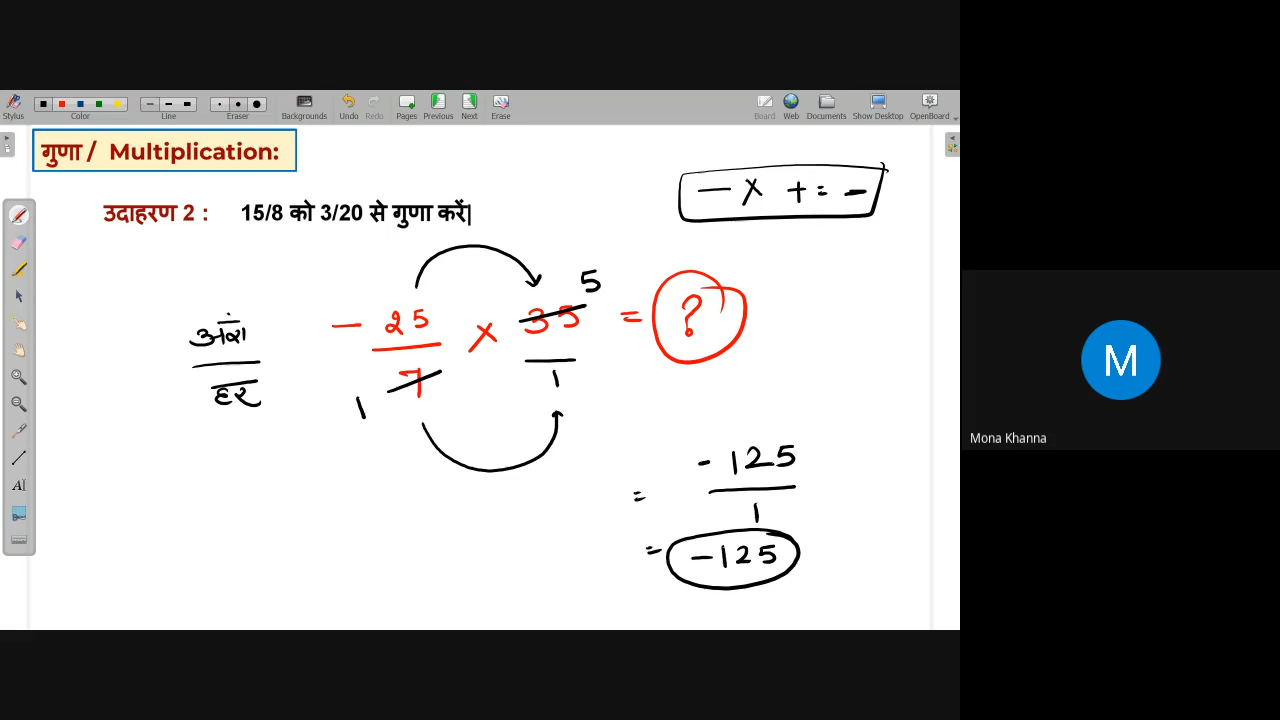 Stylus Color Line Eraser Backgrounds Undo Redo Pages Previous Next Erase Board Web Documents Show Desktop OpenBoard
गुणा / Multiplication:
- × + = -
उदाहरण 2 : 15/8 को 3/20 से गुणा करें|
5
- 25 × 35 = ?
7 1
1
अंश
हर
- 125
=
1
= - 125
M
Mona Khanna